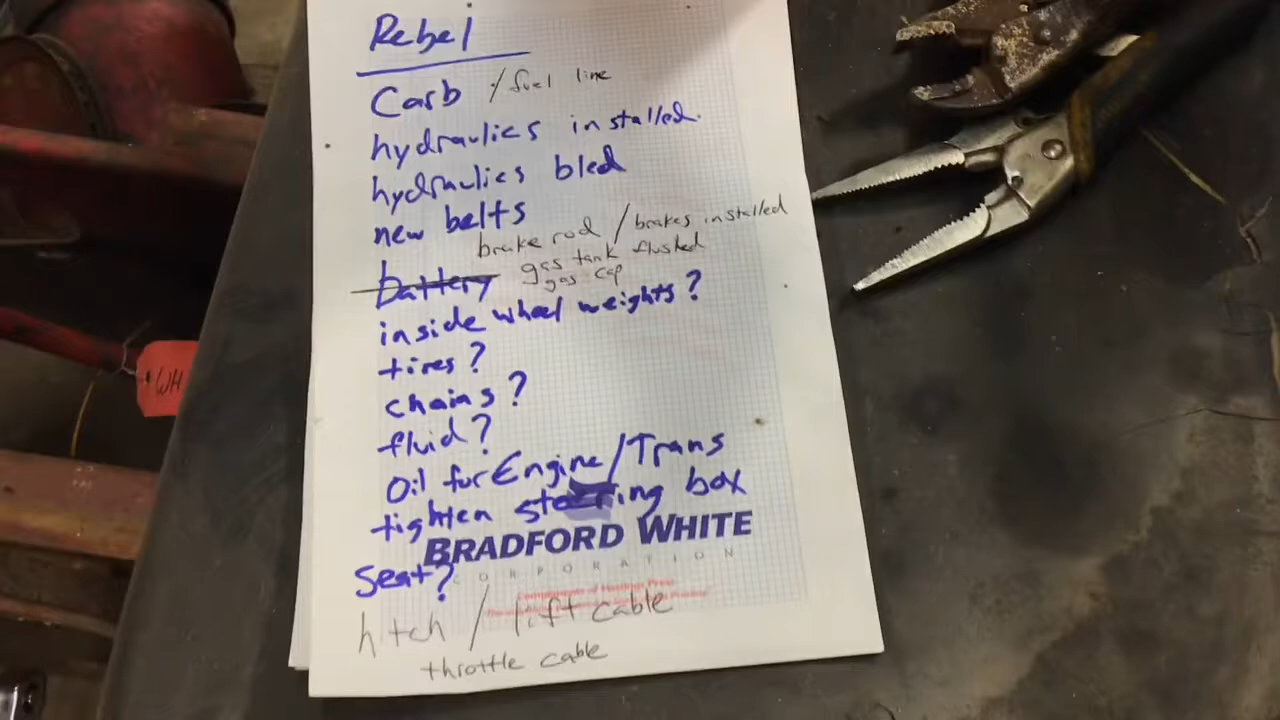 Rebel
Carb / fuel line
hydraulics installed.
hydraulics bled
new belts
brake rod / brakes installed
battery gas tank flushed
gas cap
inside wheel weights?
tires?
chains?
fluid?
Oil for Engine/Trans
tighten steering box
BRADFORD WHITE
CORPORATION
Seat?
hitch / lift cable
throttle cable
WH